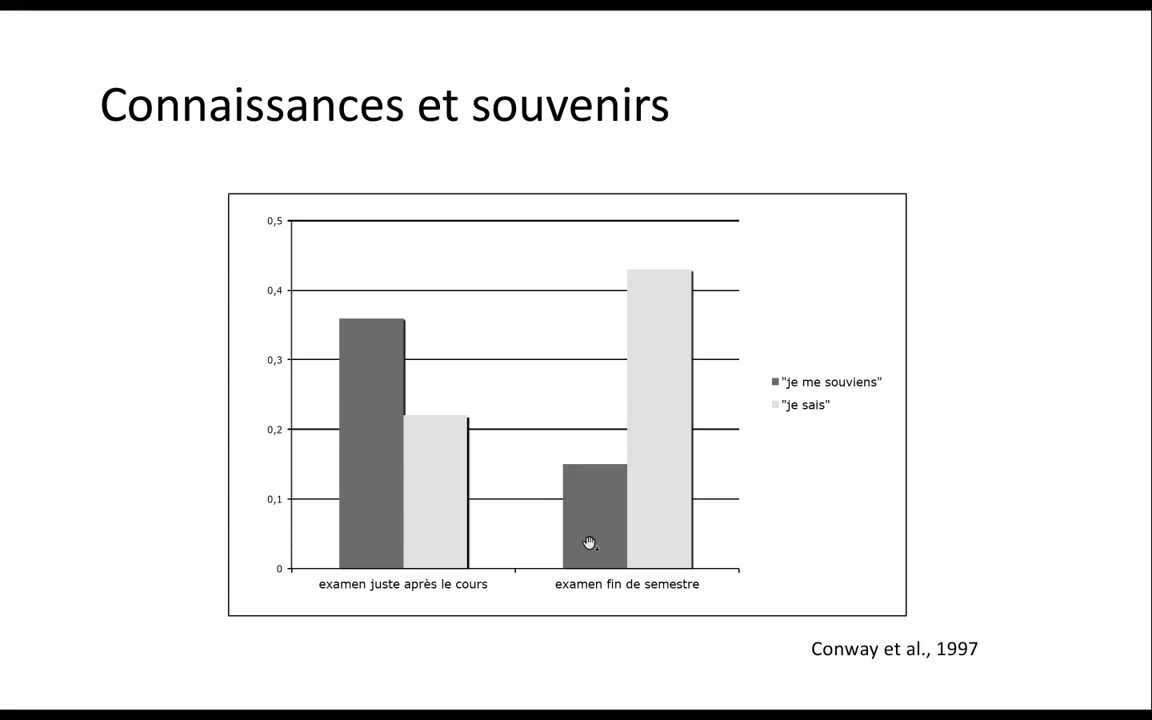 Connaissances et souvenirs
0,5
0,4
0,3
0,2
0,1
0
"je me souviens"
"je sais"
examen juste après le cours
examen fin de semestre
Conway et al., 1997